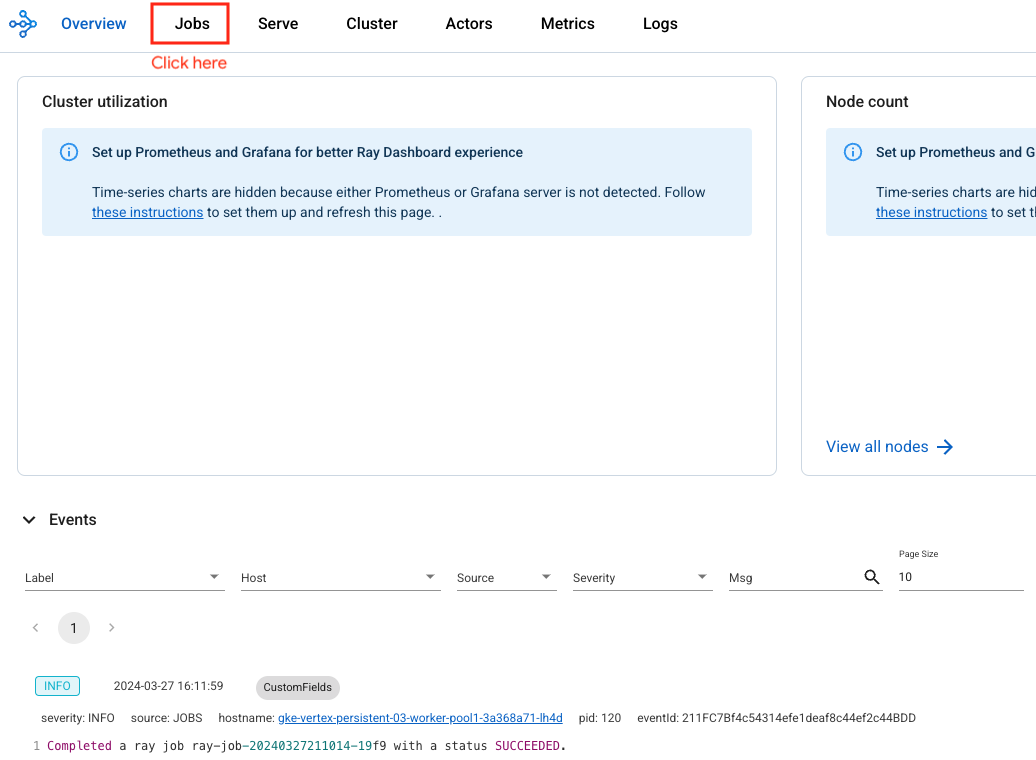 Overview Jobs Serve Cluster Actors Metrics Logs
Click here
Cluster utilization
Set up Prometheus and Grafana for better Ray Dashboard experience
Time-series charts are hidden because either Prometheus or Grafana server is not detected. Follow
these instructions to set them up and refresh this page. .
Node count
Set up Prometheus and G
Time-series charts are hid
these instructions to set th
View all nodes
Events
Label Host Source Severity Msg Page Size 10
1
INFO 2024-03-27 16:11:59 CustomFields
severity: INFO source: JOBS hostname: gke-vertex-persistent-03-worker-pool1-3a368a71-lh4d pid: 120 eventId: 211FC7Bf4c54314efe1deaf8c44ef2c44BDD
1 Completed a ray job ray-job-20240327211014-19f9 with a status SUCCEEDED.